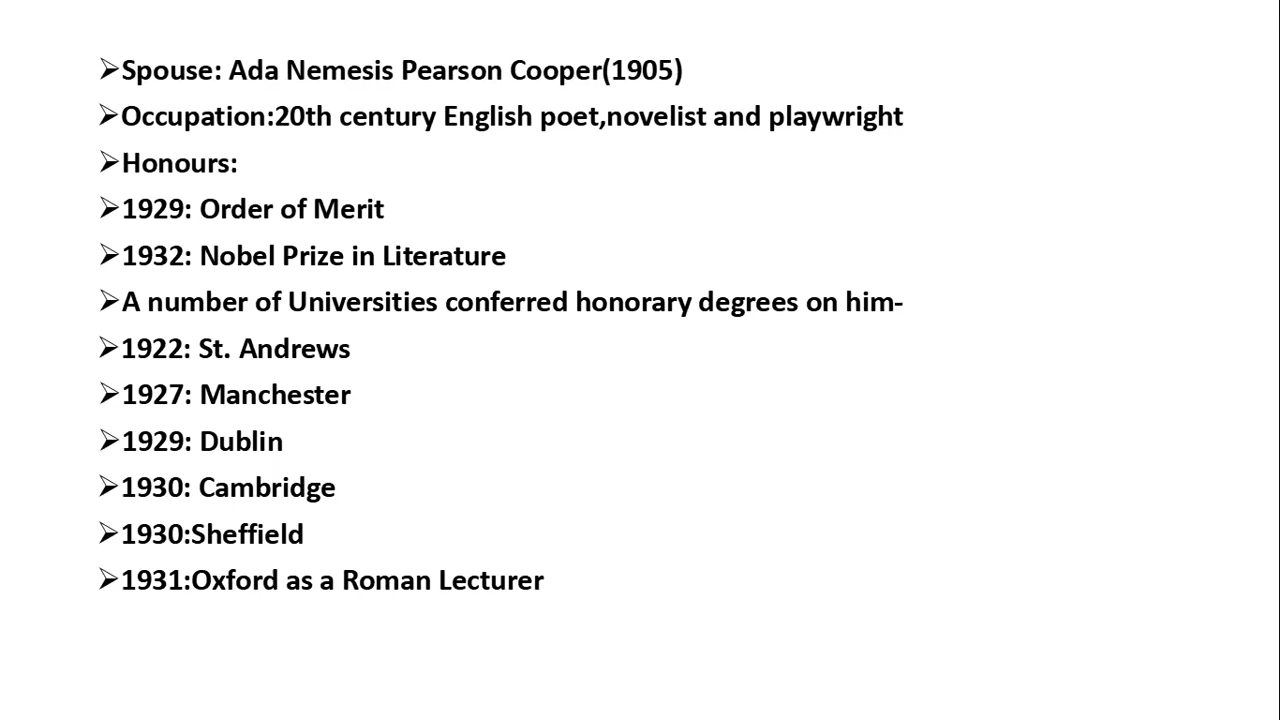 ➢Spouse: Ada Nemesis Pearson Cooper(1905)
➢Occupation:20th century English poet,novelist and playwright
➢Honours:
➢1929: Order of Merit
➢1932: Nobel Prize in Literature
➢A number of Universities conferred honorary degrees on him-
➢1922: St. Andrews
➢1927: Manchester
➢1929: Dublin
➢1930: Cambridge
➢1930:Sheffield
➢1931:Oxford as a Roman Lecturer